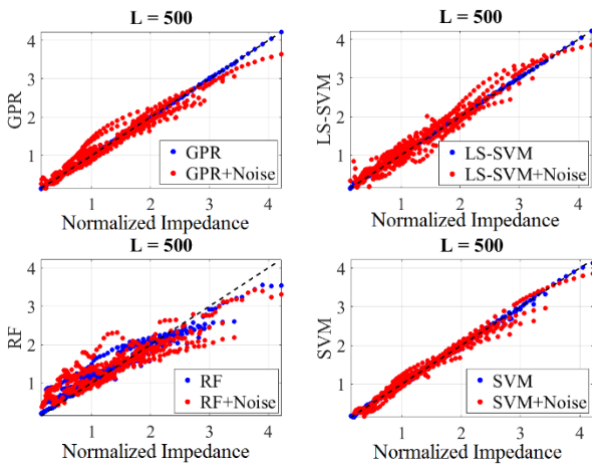 L = 500
GPR
4
3
2
1
GPR
GPR+Noise
1 2 3 4
Normalized Impedance
L = 500
LS-SVM
4
3
2
1
LS-SVM
LS-SVM+Noise
1 2 3 4
Normalized Impedance
L = 500
RF
4
3
2
1
RF
RF+Noise
1 2 3 4
Normalized Impedance
L = 500
SVM
4
3
2
1
SVM
SVM+Noise
1 2 3 4
Normalized Impedance